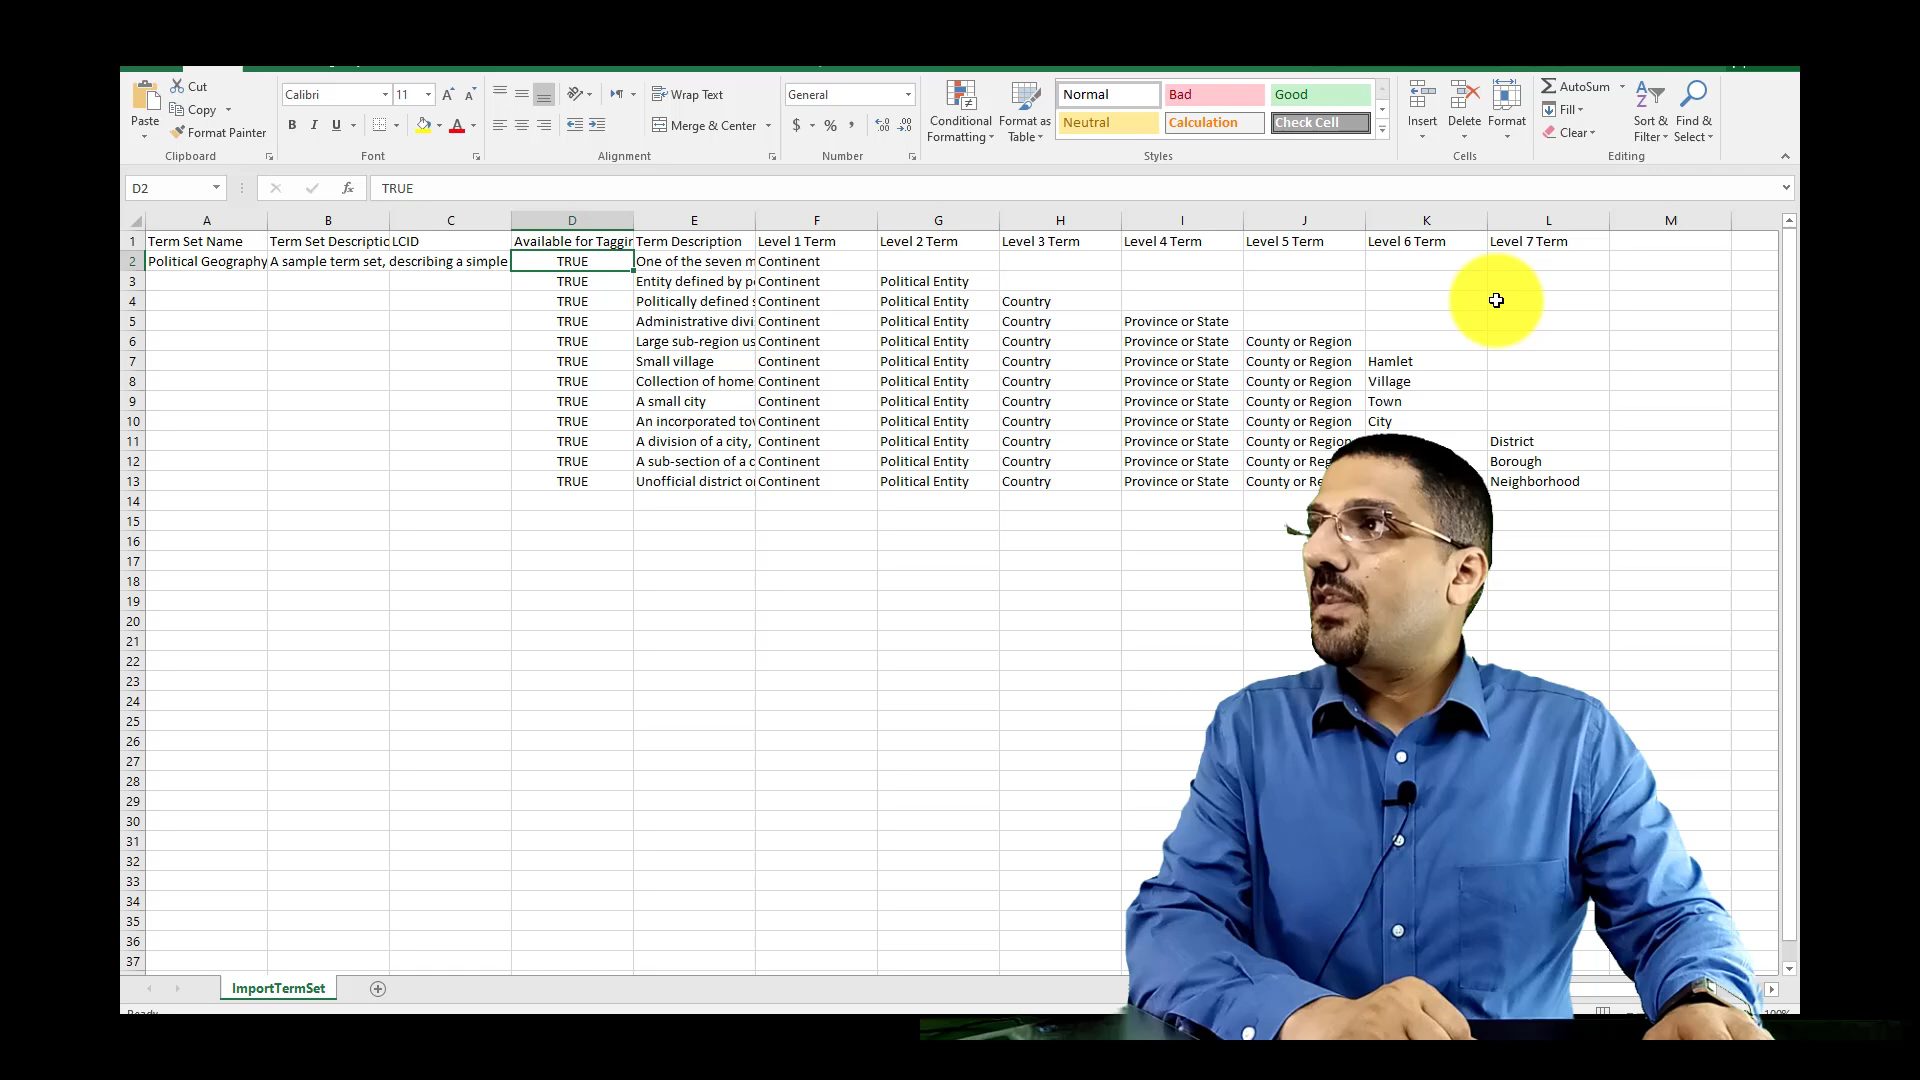 Cut
Copy
Format Painter
Paste
Clipboard
Calibri 11
B I U
Font
Wrap Text
Merge & Center
Alignment
General
$ %
Number
Conditional Formatting
Format as Table
Normal Bad Good
Neutral Calculation Check Cell
Styles
Insert Delete Format
Cells
AutoSum
Fill
Clear
Sort & Filter
Find & Select
Editing
D2 fx TRUE
A B C D E F G H I J K L M
1 Term Set Name Term Set Descriptio LCID Available for Taggin Term Description Level 1 Term Level 2 Term Level 3 Term Level 4 Term Level 5 Term Level 6 Term Level 7 Term
2 Political Geography A sample term set, describing a simple TRUE One of the seven m Continent
3 TRUE Entity defined by p Continent Political Entity
4 TRUE Politically defined s Continent Political Entity Country
5 TRUE Administrative divi Continent Political Entity Country Province or State
6 TRUE Large sub-region us Continent Political Entity Country Province or State County or Region
7 TRUE Small village Continent Political Entity Country Province or State County or Region Hamlet
8 TRUE Collection of home Continent Political Entity Country Province or State County or Region Village
9 TRUE A small city Continent Political Entity Country Province or State County or Region Town
10 TRUE An incorporated to Continent Political Entity Country Province or State County or Region City
11 TRUE A division of a city, Continent Political Entity Country Province or State County or Region District
12 TRUE A sub-section of a Continent Political Entity Country Province or State County or Borough
13 TRUE Unofficial district Continent Political Entity Country Province or State County or Neighborhood
14
15
16
17
18
19
20
21
22
23
24
25
26
27
28
29
30
31
32
33
34
35
36
37
ImportTermSet